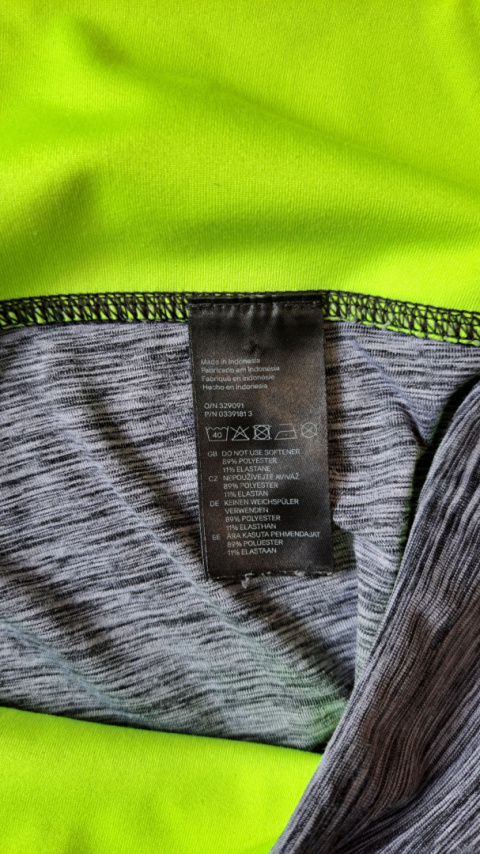 Made in Indonesia
Fabricado em Indonésia
Fabriqué en Indonésie
Hecho en Indonesia
O/N 329091
P/N 0339181 3
40
GB DO NOT USE SOFTENER
89% POLYESTER
11% ELASTANE
CZ NEPOUŽÍVEJTE AVIVÁŽ
89% POLYESTER
11% ELASTAN
DE KEINEN WEICHSPÜLER
VERWENDEN
89% POLYESTER
11% ELASTHAN
EE ÄRA KASUTA PEHMENDAJAT
89% POLÜESTER
11% ELASTAAN